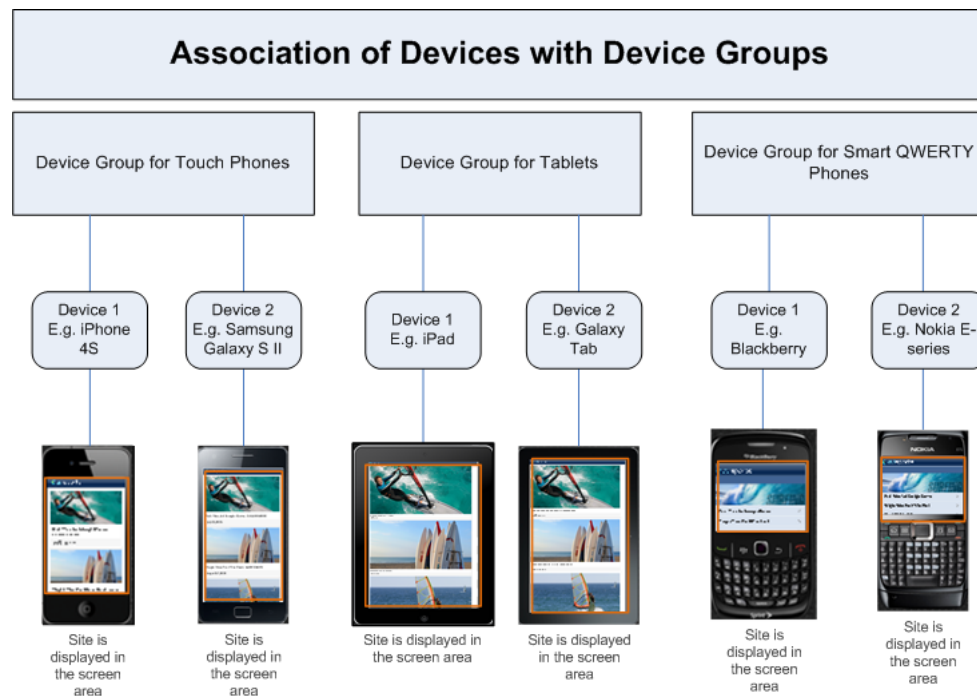 Association of Devices with Device Groups
Device Group for Touch Phones
Device Group for Tablets
Device Group for Smart QWERTY
Phones
Device 1
E.g. iPhone
4S
Device 2
E.g. Samsung
Galaxy S II
Device 1
E.g. iPad
Device 2
E.g. Galaxy
Tab
Device 1
E.g.
Blackberry
Device 2
E.g. Nokia E-
series
BlackBerry
NOKIA
Site is
displayed in
the screen
area
Site is
displayed in
the screen
area
Site is displayed in
the screen area
Site is displayed
in the screen
area
Site is
displayed in
the screen
area
Site is
displayed in
the screen
area